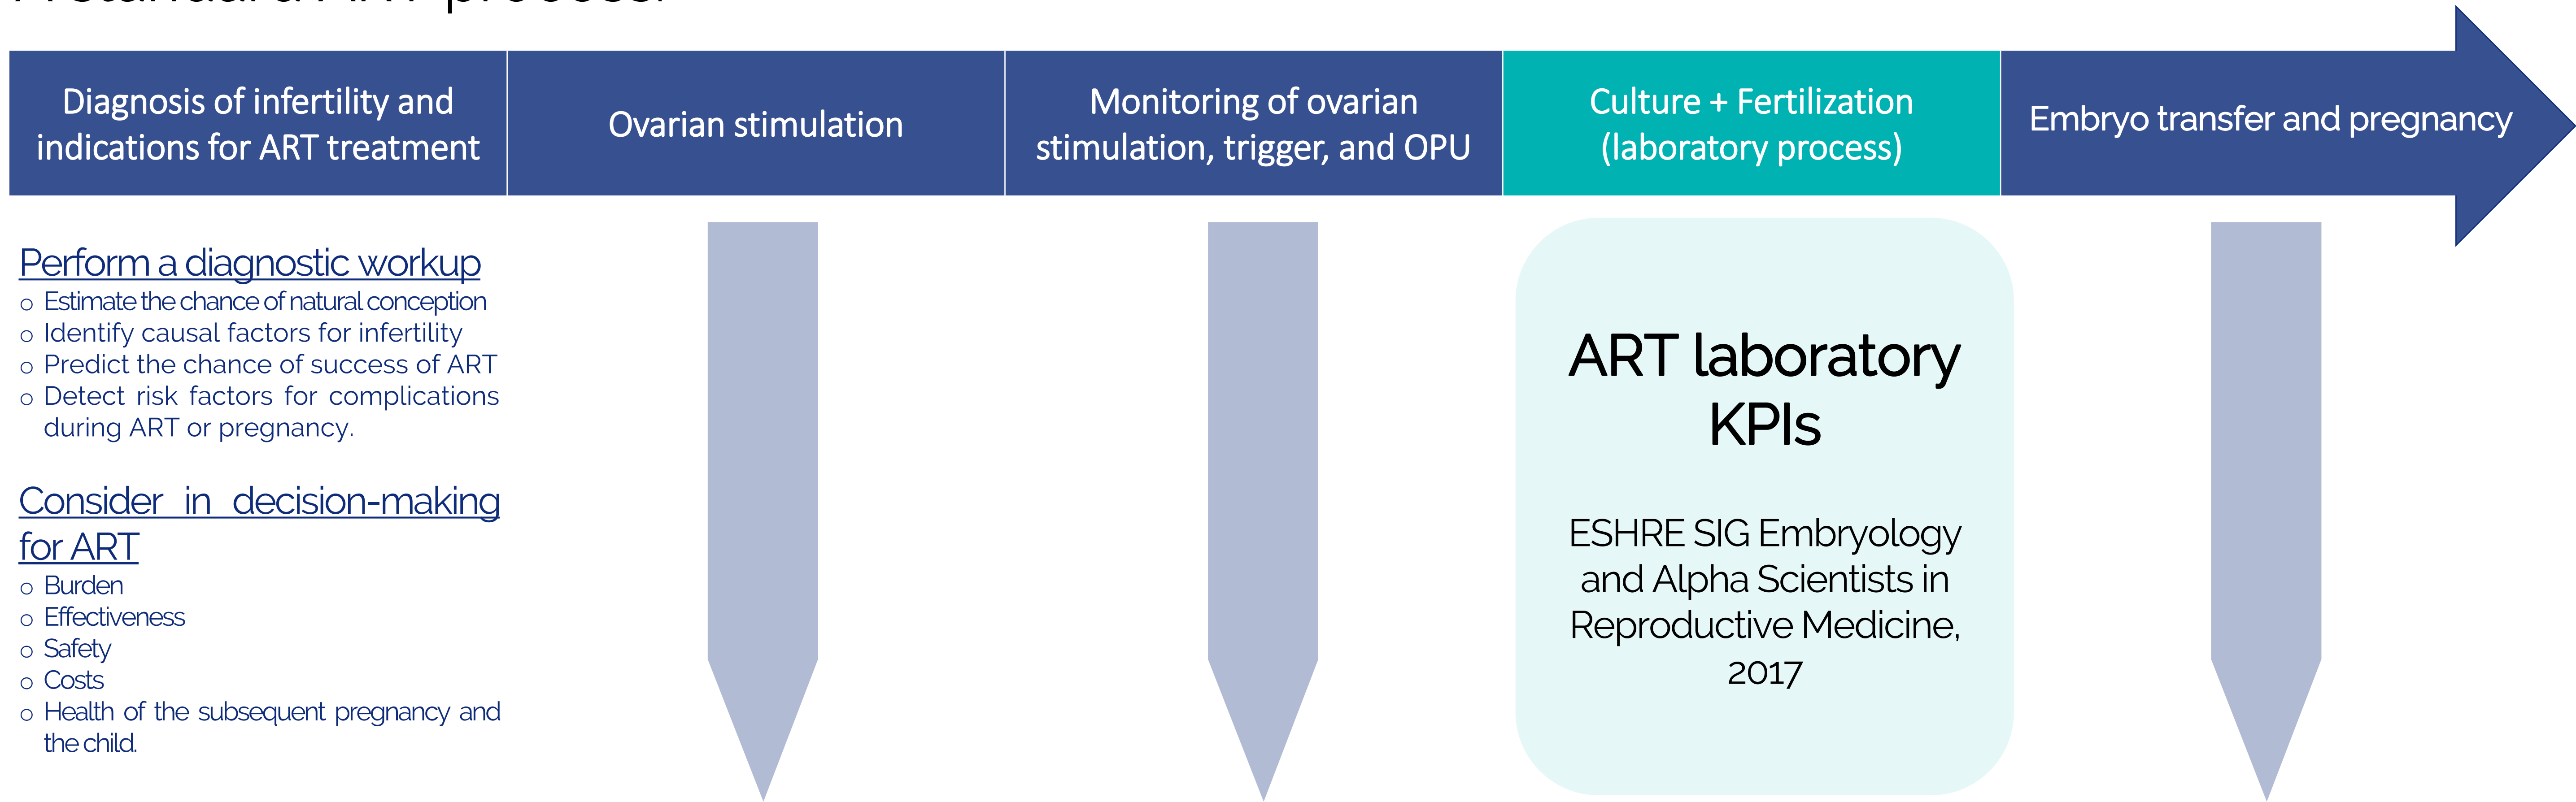 A standard ART process:
Diagnosis of infertility and
indications for ART treatment
Ovarian stimulation
Monitoring of ovarian
stimulation, trigger, and OPU
Culture + Fertilization
(laboratory process)
Embryo transfer and pregnancy
Perform a diagnostic workup
o Estimate the chance of natural conception
o Identify causal factors for infertility
o Predict the chance of success of ART
o Detect risk factors for complications
during ART or pregnancy.
Consider in decision-making
for ART
o Burden
o Effectiveness
o Safety
o Costs
o Health of the subsequent pregnancy and
the child.
ART laboratory
KPIs
ESHRE SIG Embryology
and Alpha Scientists in
Reproductive Medicine,
2017